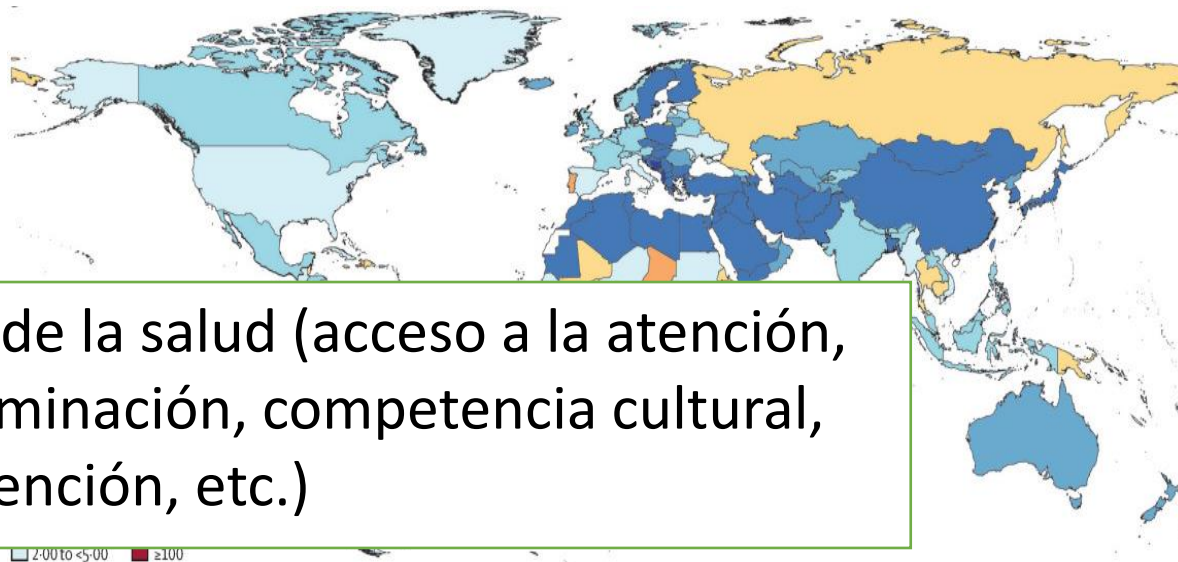 de la salud (acceso a la atención,
minación, competencia cultural,
ención, etc.)
2·00 to <5·00 ≥100